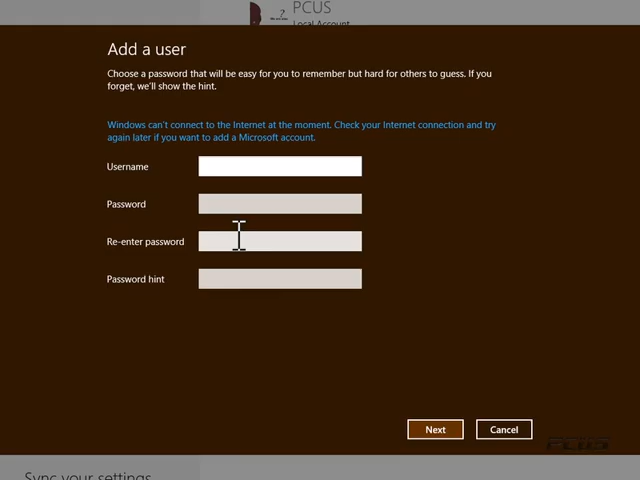 PCUS
Local Account
Add a user
Choose a password that will be easy for you to remember but hard for others to guess. If you
forget, we'll show the hint.
Windows can't connect to the Internet at the moment. Check your Internet connection and try
again later if you want to add a Microsoft account.
Username
Password
Re-enter password
Password hint
Next
Cancel
PCUS
Sync your settings